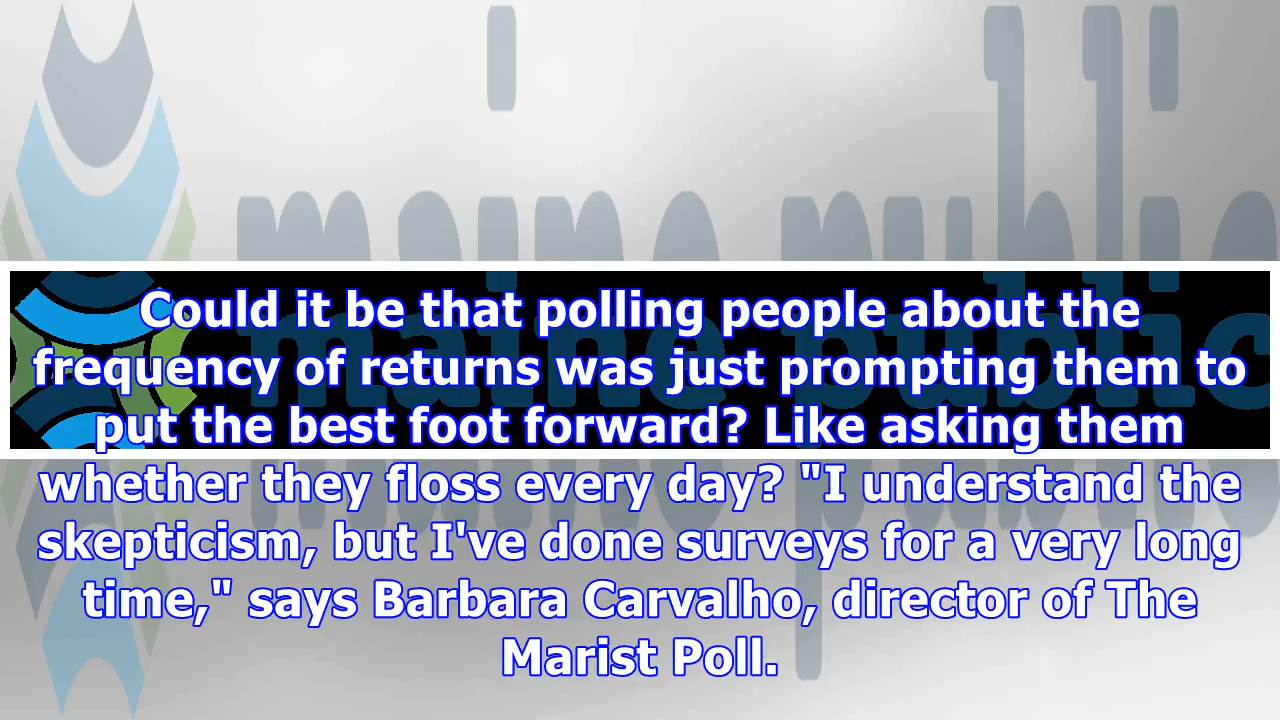 maine public
Could it be that polling people about the
frequency of returns was just prompting them to
put the best foot forward? Like asking them
whether they floss every day? "I understand the
skepticism, but I've done surveys for a very long
time," says Barbara Carvalho, director of The
Marist Poll.